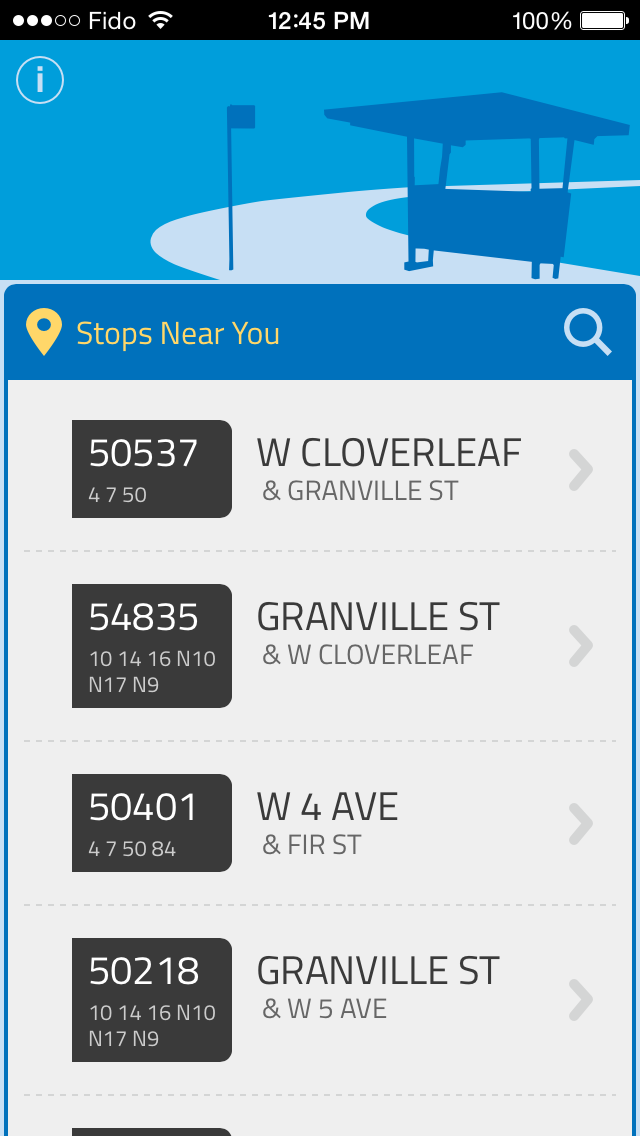 Fido 12:45 PM 100%
i
Stops Near You
50537
4 7 50
W CLOVERLEAF
& GRANVILLE ST
54835
10 14 16 N10
N17 N9
GRANVILLE ST
& W CLOVERLEAF
50401
4 7 50 84
W 4 AVE
& FIR ST
50218
10 14 16 N10
N17 N9
GRANVILLE ST
& W 5 AVE